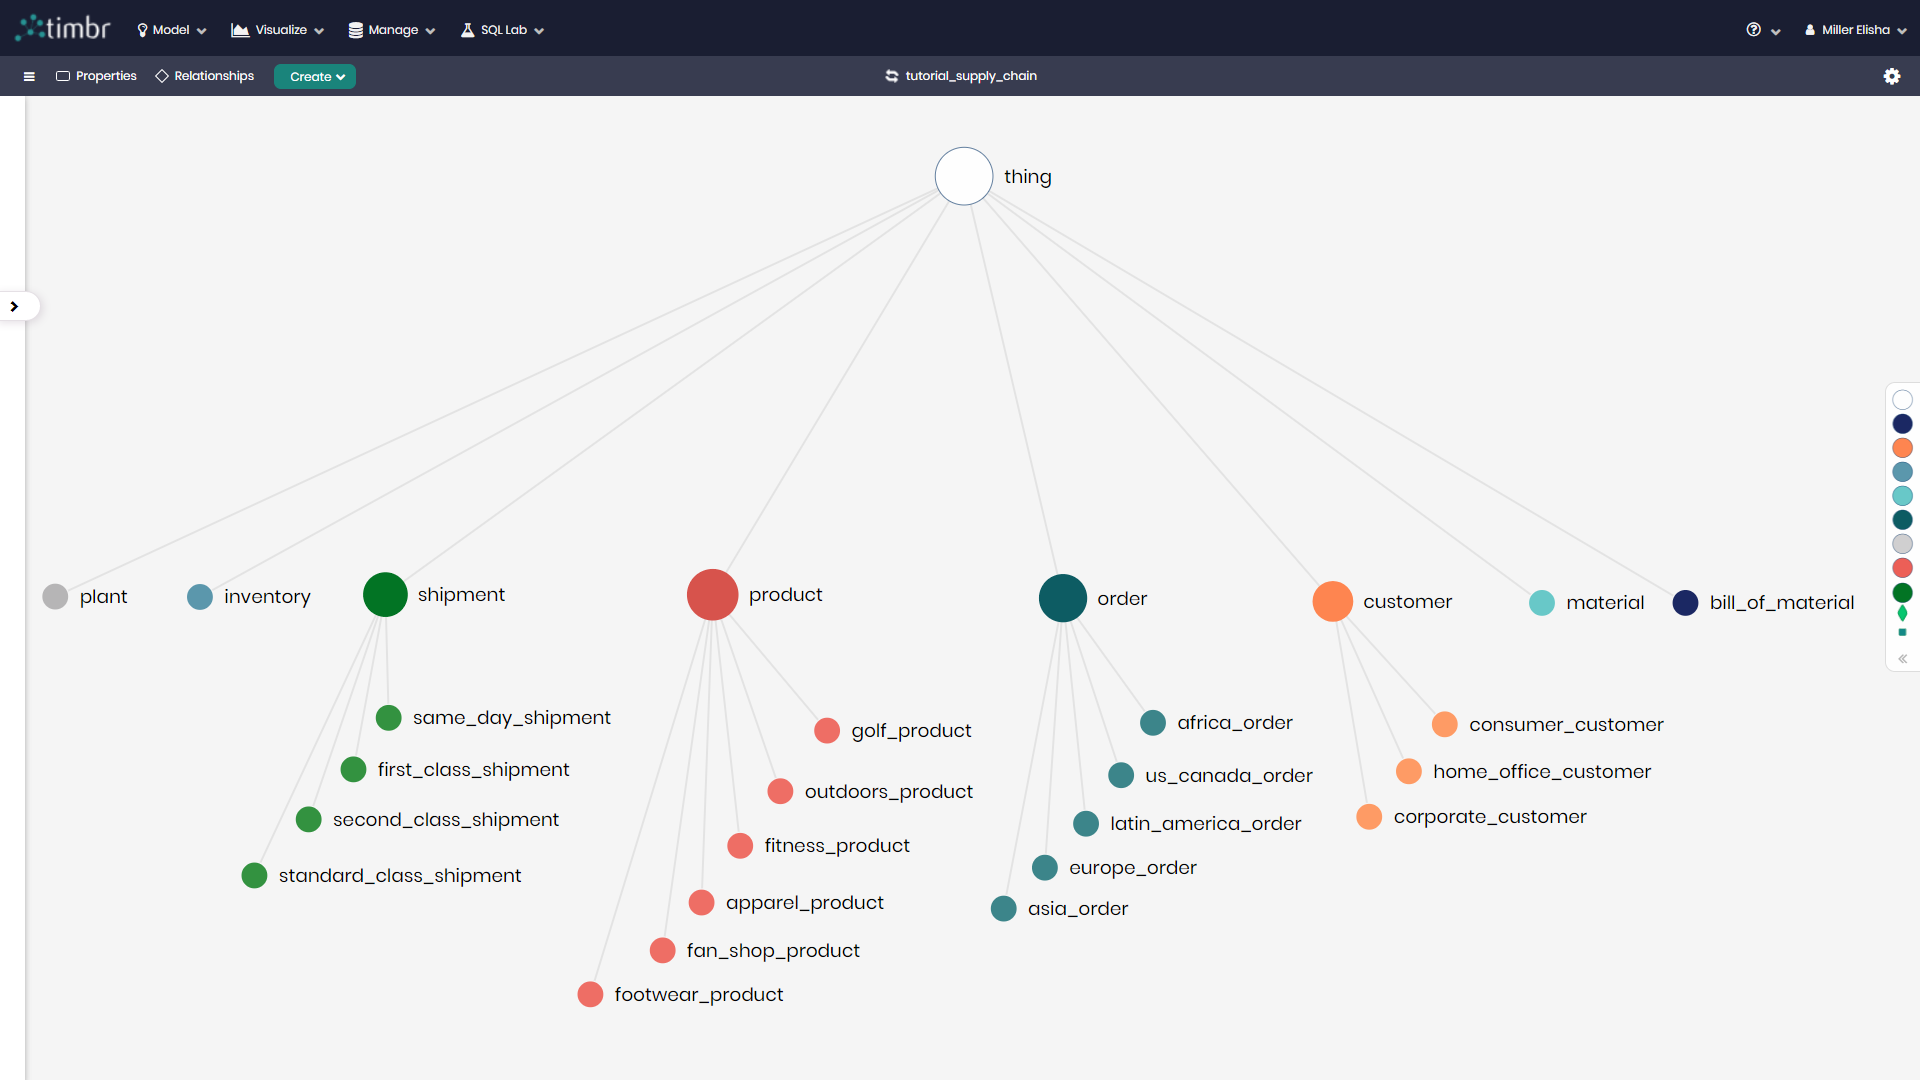 timbr Model Visualize Manage SQL Lab Miller Elisha
Properties Relationships Create tutorial_supply_chain
thing
plant inventory shipment product order customer material bill_of_material
same_day_shipment
first_class_shipment
second_class_shipment
standard_class_shipment
golf_product
outdoors_product
fitness_product
apparel_product
fan_shop_product
footwear_product
africa_order
us_canada_order
latin_america_order
europe_order
asia_order
consumer_customer
home_office_customer
corporate_customer